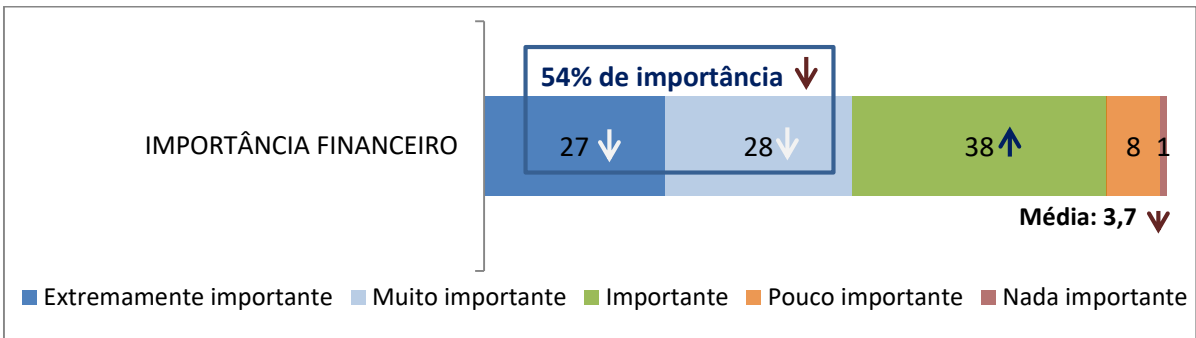 54% de importância
IMPORTÂNCIA FINANCEIRO
27 28 38 8 1
Média: 3,7
Extremamente importante Muito importante Importante Pouco importante Nada importante